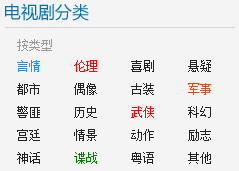 电视剧分类
按类型
言情 伦理 喜剧 悬疑
都市 偶像 古装 军事
警匪 历史 武侠 科幻
宫廷 情景 动作 励志
神话 谍战 粤语 其他